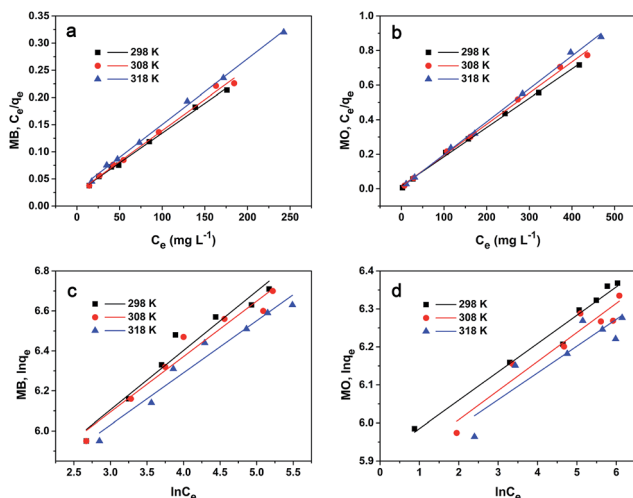 a
298 K
308 K
318 K
MB, Ce/qe
0.35
0.30
0.25
0.20
0.15
0.10
0.05
0.00
0 50 100 150 200 250
Ce (mg L-1)
b
298 K
308 K
318 K
MO, Ce/qe
1.0
0.8
0.6
0.4
0.2
0.0
0 100 200 300 400 500
Ce (mg L-1)
c
298 K
308 K
318 K
MB, lnqe
6.8
6.6
6.4
6.2
6.0
2.5 3.0 3.5 4.0 4.5 5.0 5.5
lnCe
d
298 K
308 K
318 K
MO, lnqe
6.4
6.3
6.2
6.1
6.0
5.9
0 1 2 3 4 5 6
lnCe